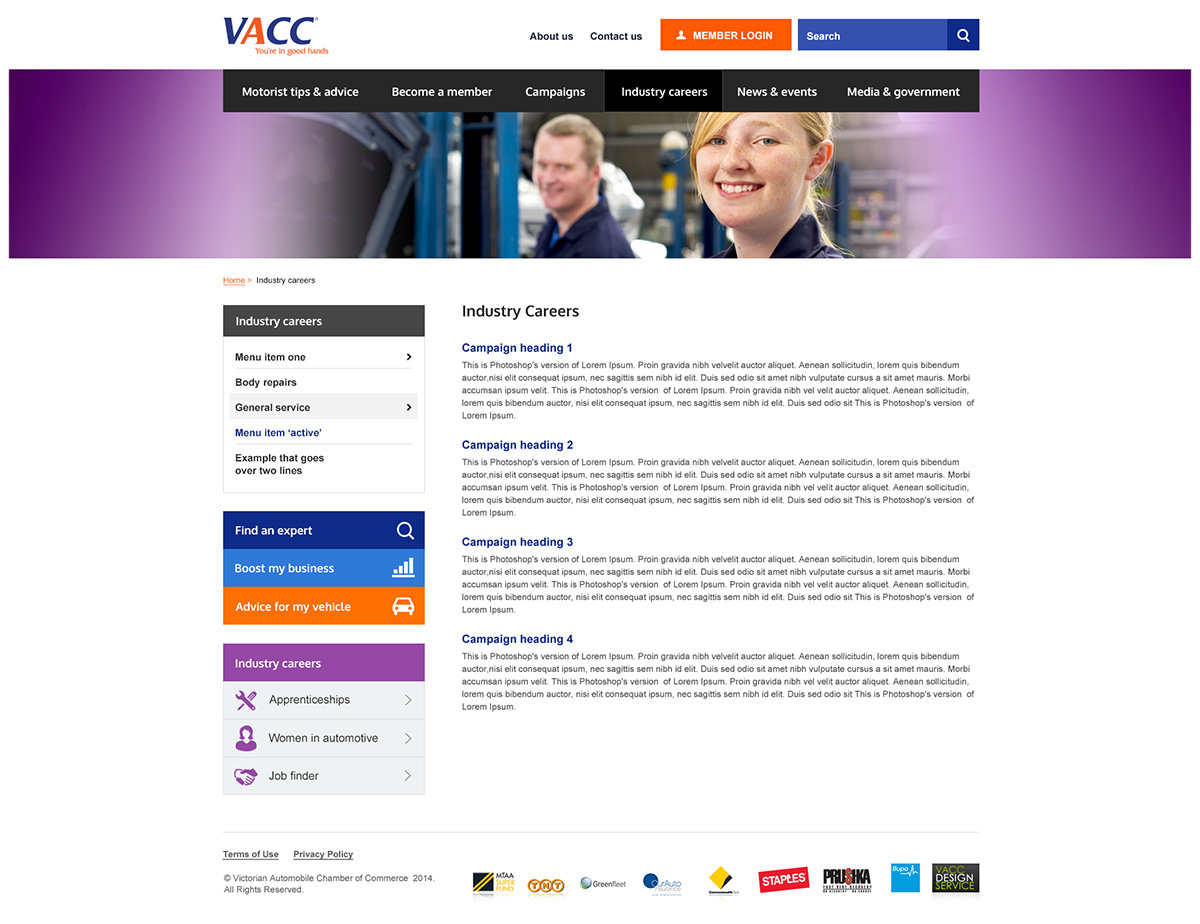 VACC
You're in good hands
About us
Contact us
MEMBER LOGIN
Search
Motorist tips & advice
Become a member
Campaigns
Industry careers
News & events
Media & government
Home > Industry careers
Industry careers
Menu item one
Body repairs
General service
Menu item ‘active’
Example that goes
over two lines
Find an expert
Boost my business
Advice for my vehicle
Industry careers
Apprenticeships
Women in automotive
Job finder
Industry Careers
Campaign heading 1
This is Photoshop's version of Lorem Ipsum. Proin gravida nibh velvelit auctor aliquet. Aenean sollicitudin, lorem quis bibendum
auctor,nisi elit consequat ipsum, nec sagittis sem nibh id elit. Duis sed odio sit amet nibh vulputate cursus a sit amet mauris. Morbi
accumsan ipsum velit. This is Photoshop's version of Lorem Ipsum. Proin gravida nibh vel velit auctor aliquet. Aenean sollicitudin,
lorem quis bibendum auctor, nisi elit consequat ipsum, nec sagittis sem nibh id elit. Duis sed odio sit This is Photoshop's version of
Lorem Ipsum.
Campaign heading 2
This is Photoshop's version of Lorem Ipsum. Proin gravida nibh velvelit auctor aliquet. Aenean sollicitudin, lorem quis bibendum
auctor,nisi elit consequat ipsum, nec sagittis sem nibh id elit. Duis sed odio sit amet nibh vulputate cursus a sit amet mauris. Morbi
accumsan ipsum velit. This is Photoshop's version of Lorem Ipsum. Proin gravida nibh vel velit auctor aliquet. Aenean sollicitudin,
lorem quis bibendum auctor, nisi elit consequat ipsum, nec sagittis sem nibh id elit. Duis sed odio sit This is Photoshop's version of
Lorem Ipsum.
Campaign heading 3
This is Photoshop's version of Lorem Ipsum. Proin gravida nibh velvelit auctor aliquet. Aenean sollicitudin, lorem quis bibendum
auctor,nisi elit consequat ipsum, nec sagittis sem nibh id elit. Duis sed odio sit amet nibh vulputate cursus a sit amet mauris. Morbi
accumsan ipsum velit. This is Photoshop's version of Lorem Ipsum. Proin gravida nibh vel velit auctor aliquet. Aenean sollicitudin,
lorem quis bibendum auctor, nisi elit consequat ipsum, nec sagittis sem nibh id elit. Duis sed odio sit This is Photoshop's version of
Lorem Ipsum.
Campaign heading 4
This is Photoshop's version of Lorem Ipsum. Proin gravida nibh velvelit auctor aliquet. Aenean sollicitudin, lorem quis bibendum
auctor,nisi elit consequat ipsum, nec sagittis sem nibh id elit. Duis sed odio sit amet nibh vulputate cursus a sit amet mauris. Morbi
accumsan ipsum velit. This is Photoshop's version of Lorem Ipsum. Proin gravida nibh vel velit auctor aliquet. Aenean sollicitudin,
lorem quis bibendum auctor, nisi elit consequat ipsum, nec sagittis sem nibh id elit. Duis sed odio sit This is Photoshop's version of
Lorem Ipsum.
Terms of Use
Privacy Policy
© Victorian Automobile Chamber of Commerce 2014.
All Rights Reserved.
MTAA
SUPER
FUND
TNT
Greenfleet
OurAuto
Insurance
STAPLES
PRUSHKA
Bupa
VACC
DESIGN
SERVICE